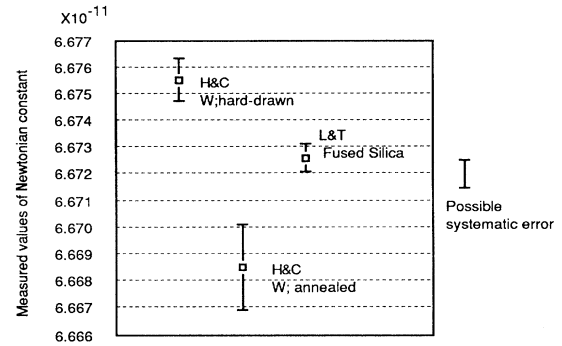 X10⁻¹¹
6.677
6.676
6.675
6.674
6.673
6.672
6.671
6.670
6.669
6.668
6.667
6.666
Measured values of Newtonian constant
H&C
W;hard-drawn
L&T
Fused Silica
H&C
W; annealed
Possible
systematic error